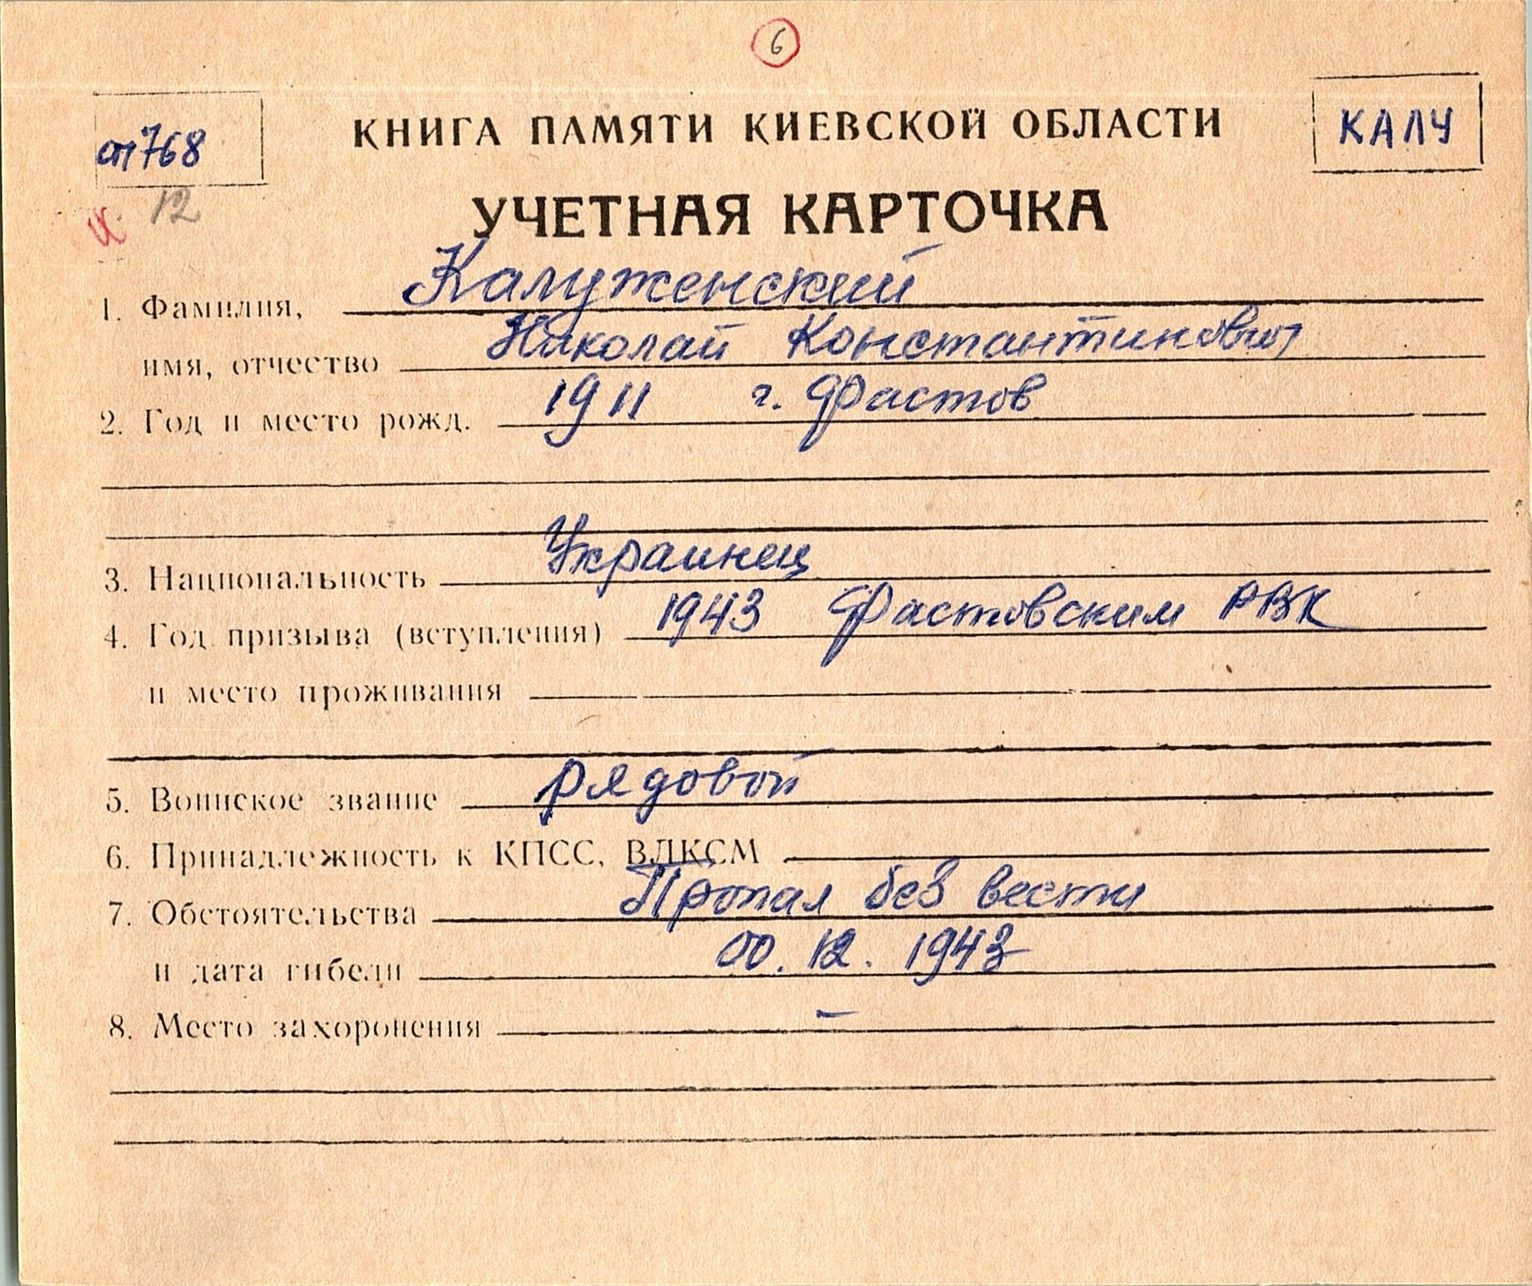 6
КНИГА ПАМЯТИ КИЕВСКОЙ ОБЛАСТИ
768
КАЛУ
12
УЧЕТНАЯ КАРТОЧКА
1. Фамилия, Калуженский
имя, отчество Николай Константинович
2. Год и место рожд. 1911 г. Фастов
3. Национальность Украинец
4. Год призыва (вступления) 1943 Фастовским РВК
и место проживания
5. Воинское звание рядовой
6. Принадлежность к КПСС, ВЛКСМ
7. Обстоятельства Пропал без вести
и дата гибели 00.12.1943
8. Место захоронения –